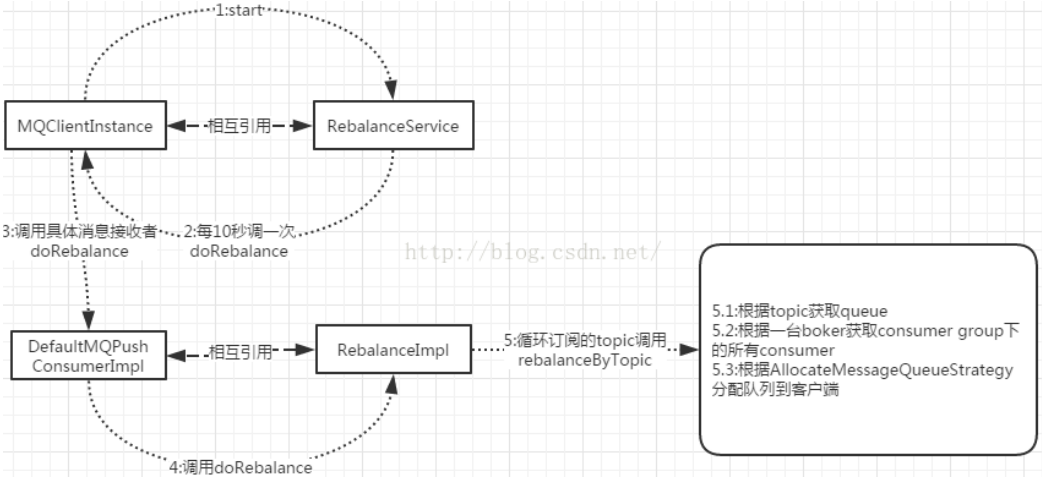 1:start
MQClientInstance
相互引用
RebalanceService
3:调用具体消息接收者
doRebalance
2:每10秒调一次
doRebalance
http://blog.csdn.net/
DefaultMQPush
ConsumerImpl
相互引用
RebalanceImpl
5:循环订阅的topic调用
rebalanceByTopic
5.1:根据topic获取queue
5.2:根据一台boker获取consumer group下
的所有consumer
5.3:根据AllocateMessageQueueStrategy
分配队列到客户端
4:调用doRebalance